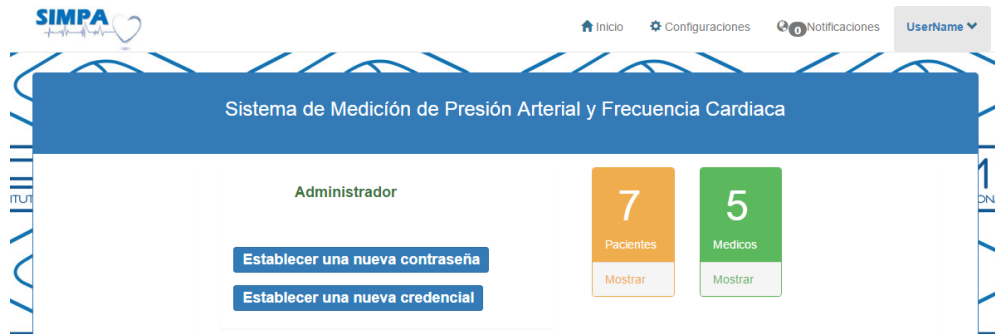 SIMPA
Inicio
Configuraciones
0 Notificaciones
UserName
Sistema de Medición de Presión Arterial y Frecuencia Cardiaca
Administrador
7
Pacientes
Mostrar
5
Medicos
Mostrar
Establecer una nueva contraseña
Establecer una nueva credencial